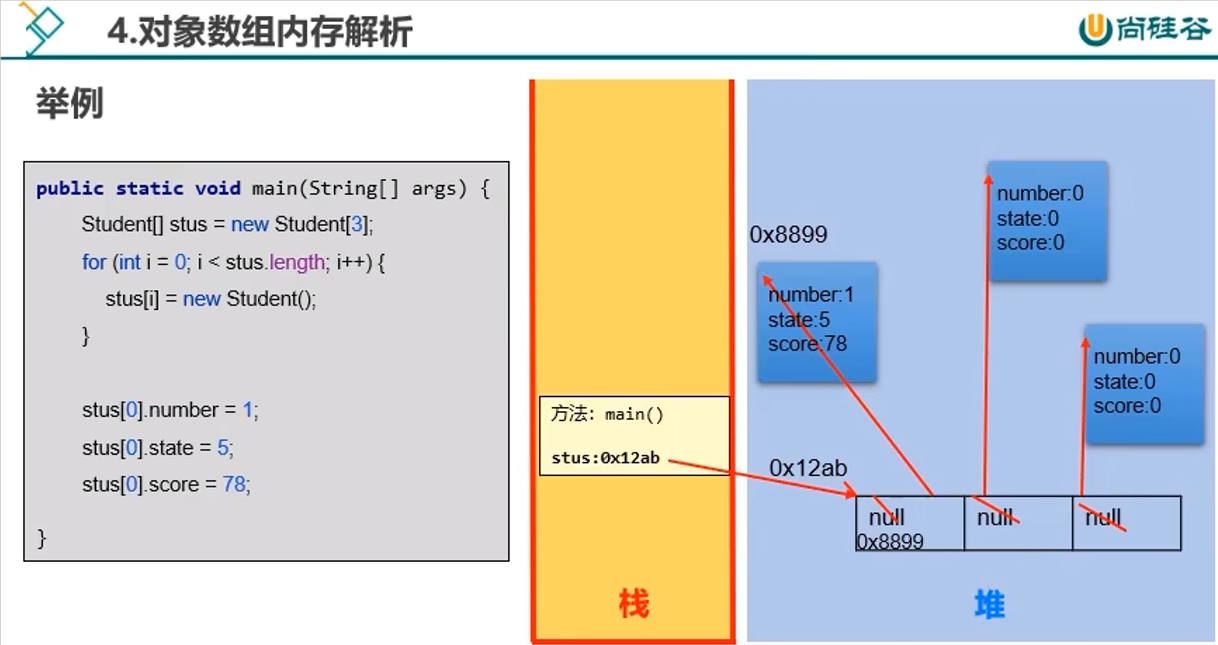 4.对象数组内存解析
尚硅谷
举例
public static void main(String[] args) {
Student[] stus = new Student[3];
for (int i = 0; i < stus.length; i++) {
stus[i] = new Student();
}
stus[0].number = 1;
stus[0].state = 5;
stus[0].score = 78;
}
方法: main()
stus:0x12ab
栈
0x8899
number:1
state:5
score:78
number:0
state:0
score:0
number:0
state:0
score:0
0x12ab
null
0x8899
null
null
堆